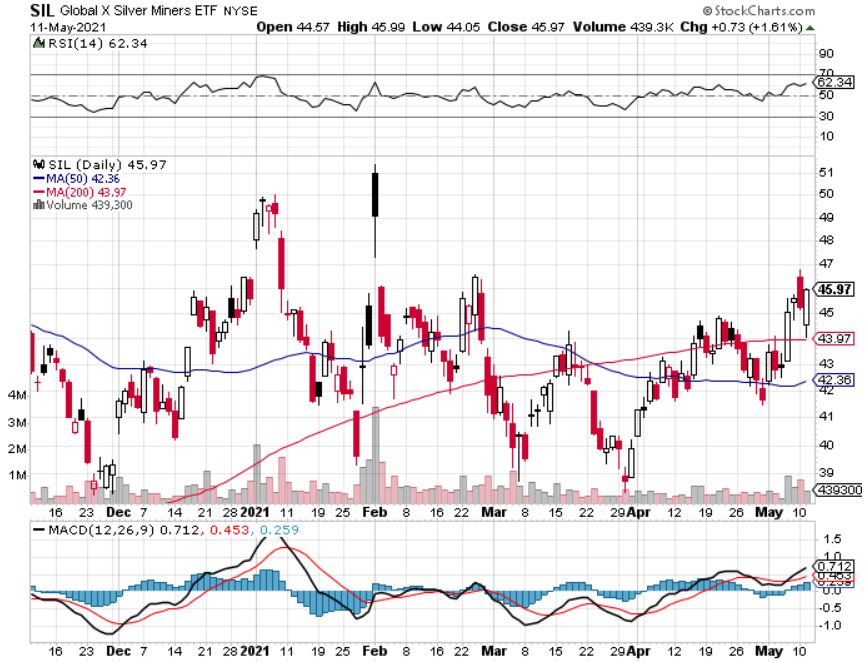 SIL Global X Silver Miners ETF NYSE © StockCharts.com
11-May-2021 Open 44.57 High 45.99 Low 44.05 Close 45.97 Volume 439.3K Chg +0.73 (+1.61%)
RSI(14) 62.34
90
70
62.34
50
30
10
SIL (Daily) 45.97
MA(50) 42.36
MA(200) 43.97
Volume 439,300
51
50
49
48
47
45.97
45
43.97
43
42.36
42
41
40
39
4M
3M
2M
1M
439300
16 23 Dec 7 14 21 28 2021 11 19 25 Feb 8 16 22 Mar 8 15 22 29 Apr 12 19 26 May 10
MACD(12,26,9) 0.712, 0.453, 0.259
1.5
1.0
0.712
0.453
0.0
-0.5
-1.0
16 23 Dec 7 14 21 28 2021 11 19 25 Feb 8 16 22 Mar 8 15 22 29 Apr 12 19 26 May 10